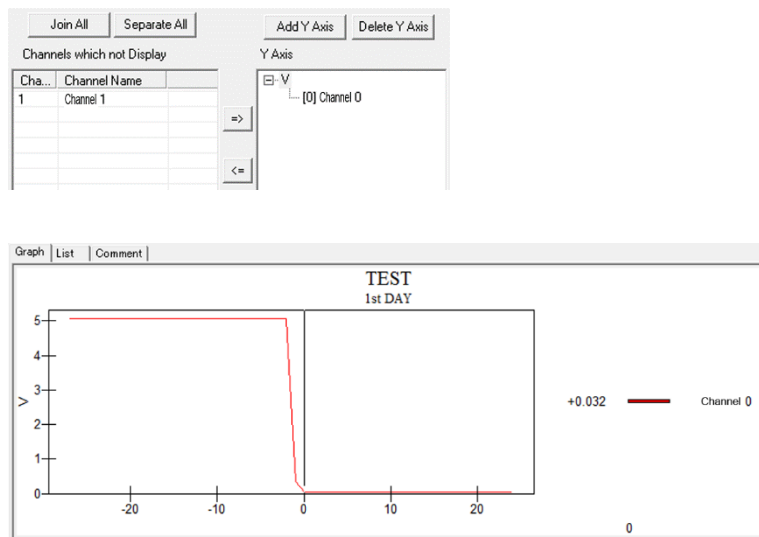 Join All Separate All Add Y Axis Delete Y Axis
Channels which not Display Y Axis
Cha... Channel Name V
1 Channel 1 [0] Channel 0
=>
<=
Graph List Comment
TEST
1st DAY
5
4
3
V
2
1
0
-20 -10 0 10 20
+0.032 Channel 0
0